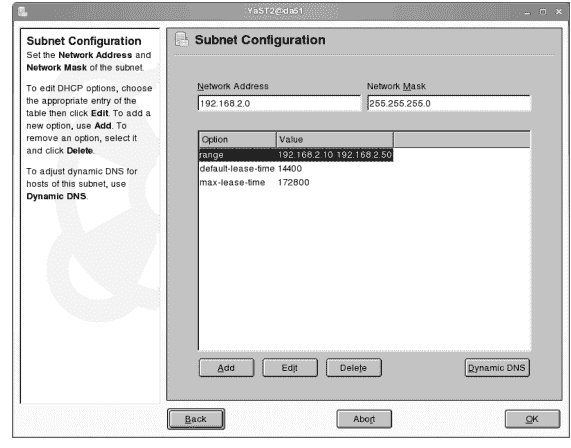 YaST2@da51
Subnet Configuration
Set the Network Address and
Network Mask of the subnet.
To edit DHCP options, choose
the appropriate entry of the
table then click Edit. To add a
new option, use Add. To
remove an option, select it
and click Delete.
To adjust dynamic DNS for
hosts of this subnet, use
Dynamic DNS.
Subnet Configuration
Network Address
192.168.2.0
Network Mask
255.255.255.0
Option Value
range 192.168.2.10 192.168.2.50
default-lease-time 14400
max-lease-time 172800
Add Edit Delete Dynamic DNS
Back Abort OK